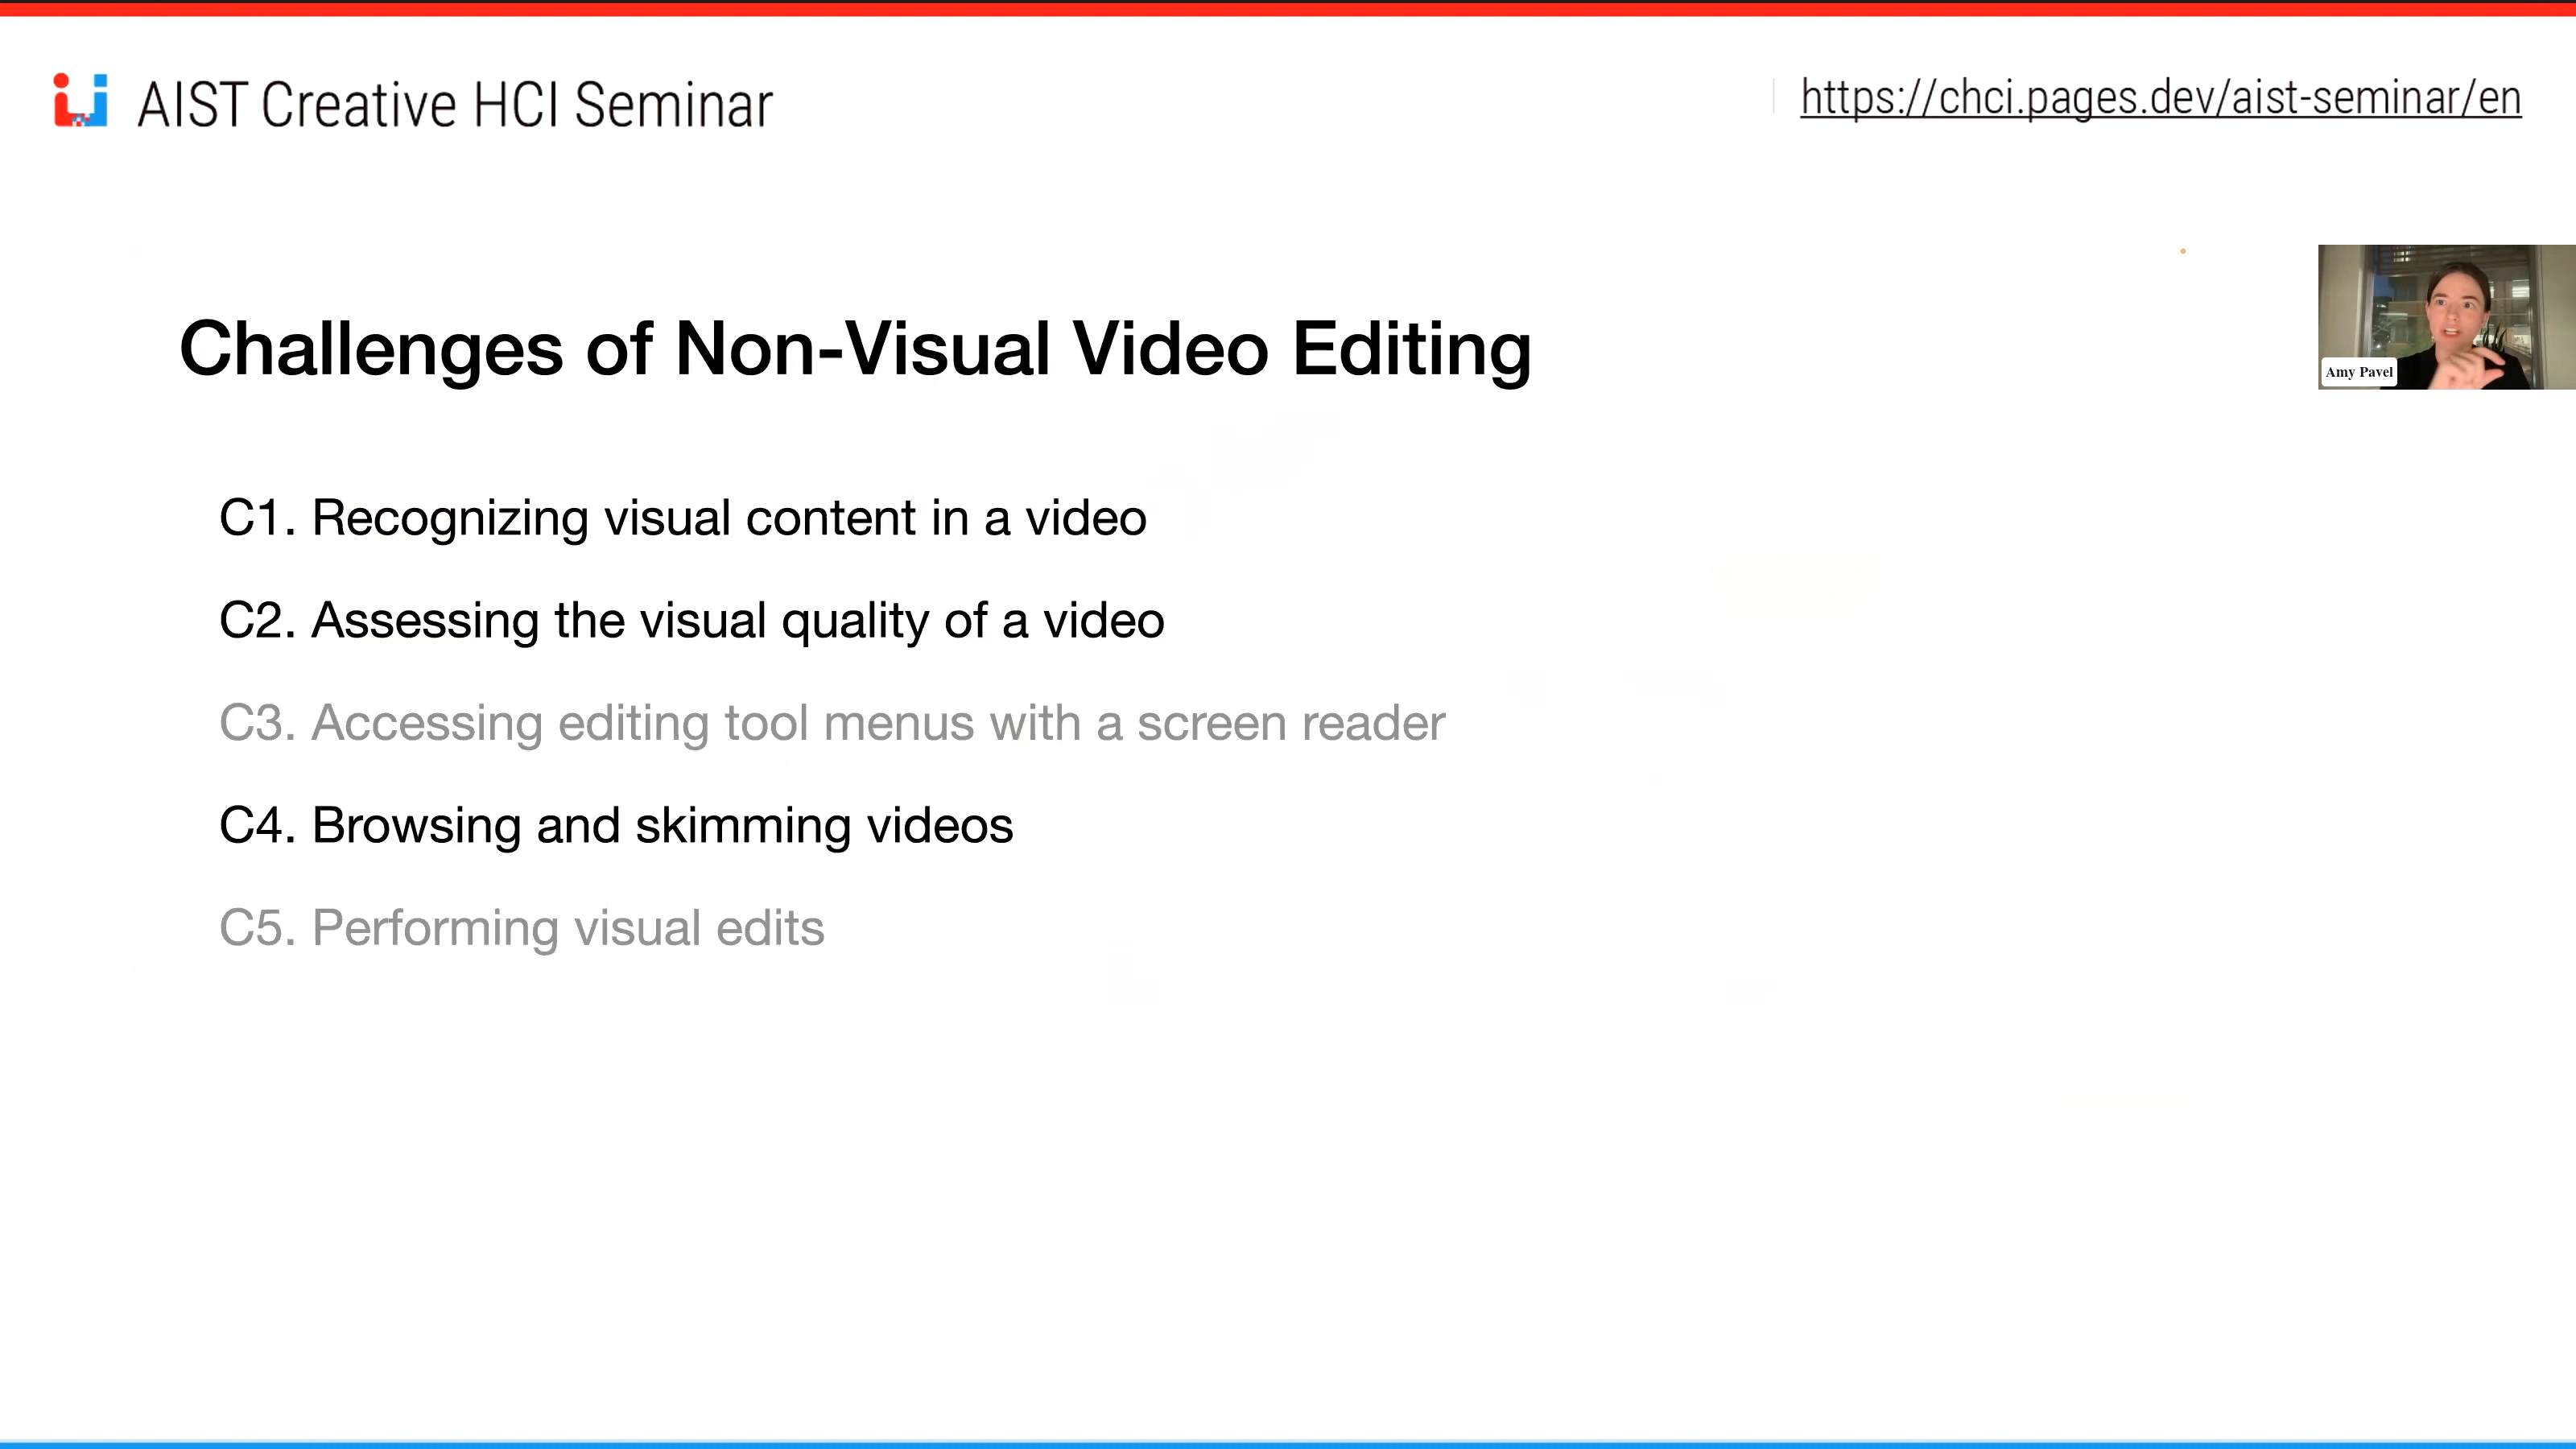 AIST Creative HCI Seminar
https://chci.pages.dev/aist-seminar/en
Challenges of Non-Visual Video Editing
Amy Pavel
C1. Recognizing visual content in a video
C2. Assessing the visual quality of a video
C3. Accessing editing tool menus with a screen reader
C4. Browsing and skimming videos
C5. Performing visual edits